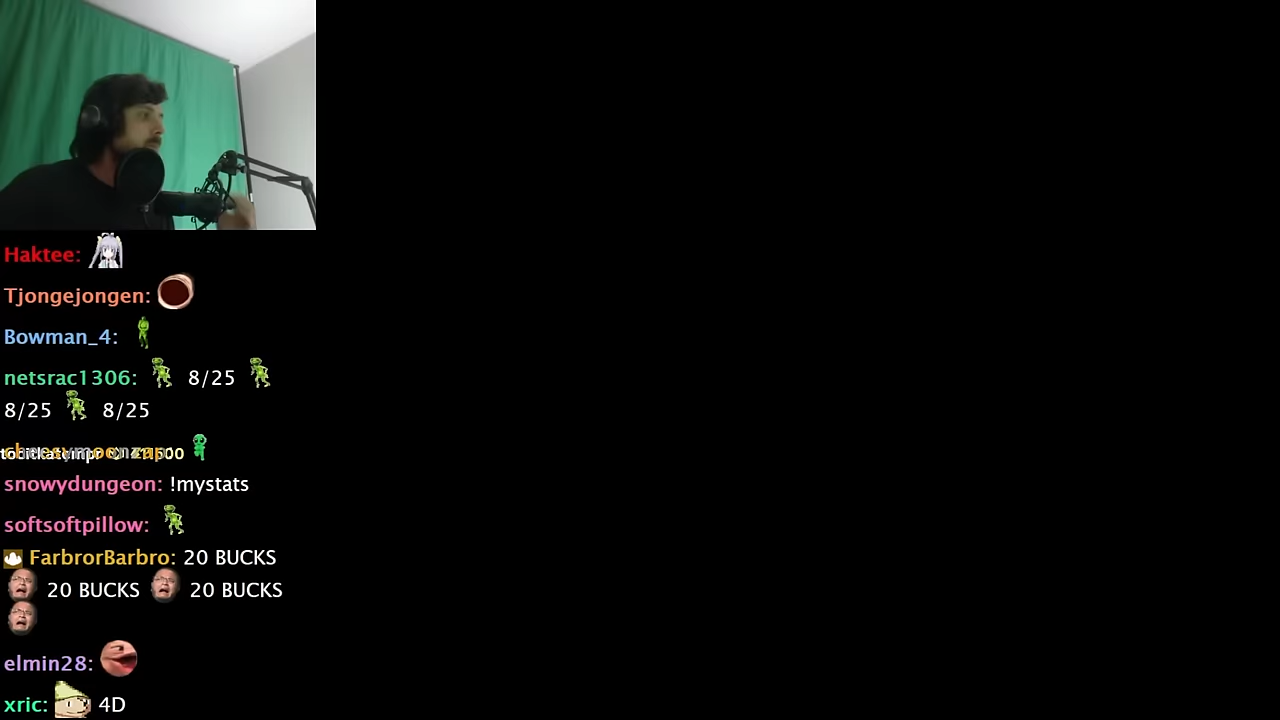 Haktee:
Tjongejongen:
Bowman_4:
netsrac1306: 8/25
8/25 8/25
snowydungeon: !mystats
softsoftpillow:
FarbrorBarbro: 20 BUCKS
20 BUCKS 20 BUCKS
elmin28:
xric: 4D